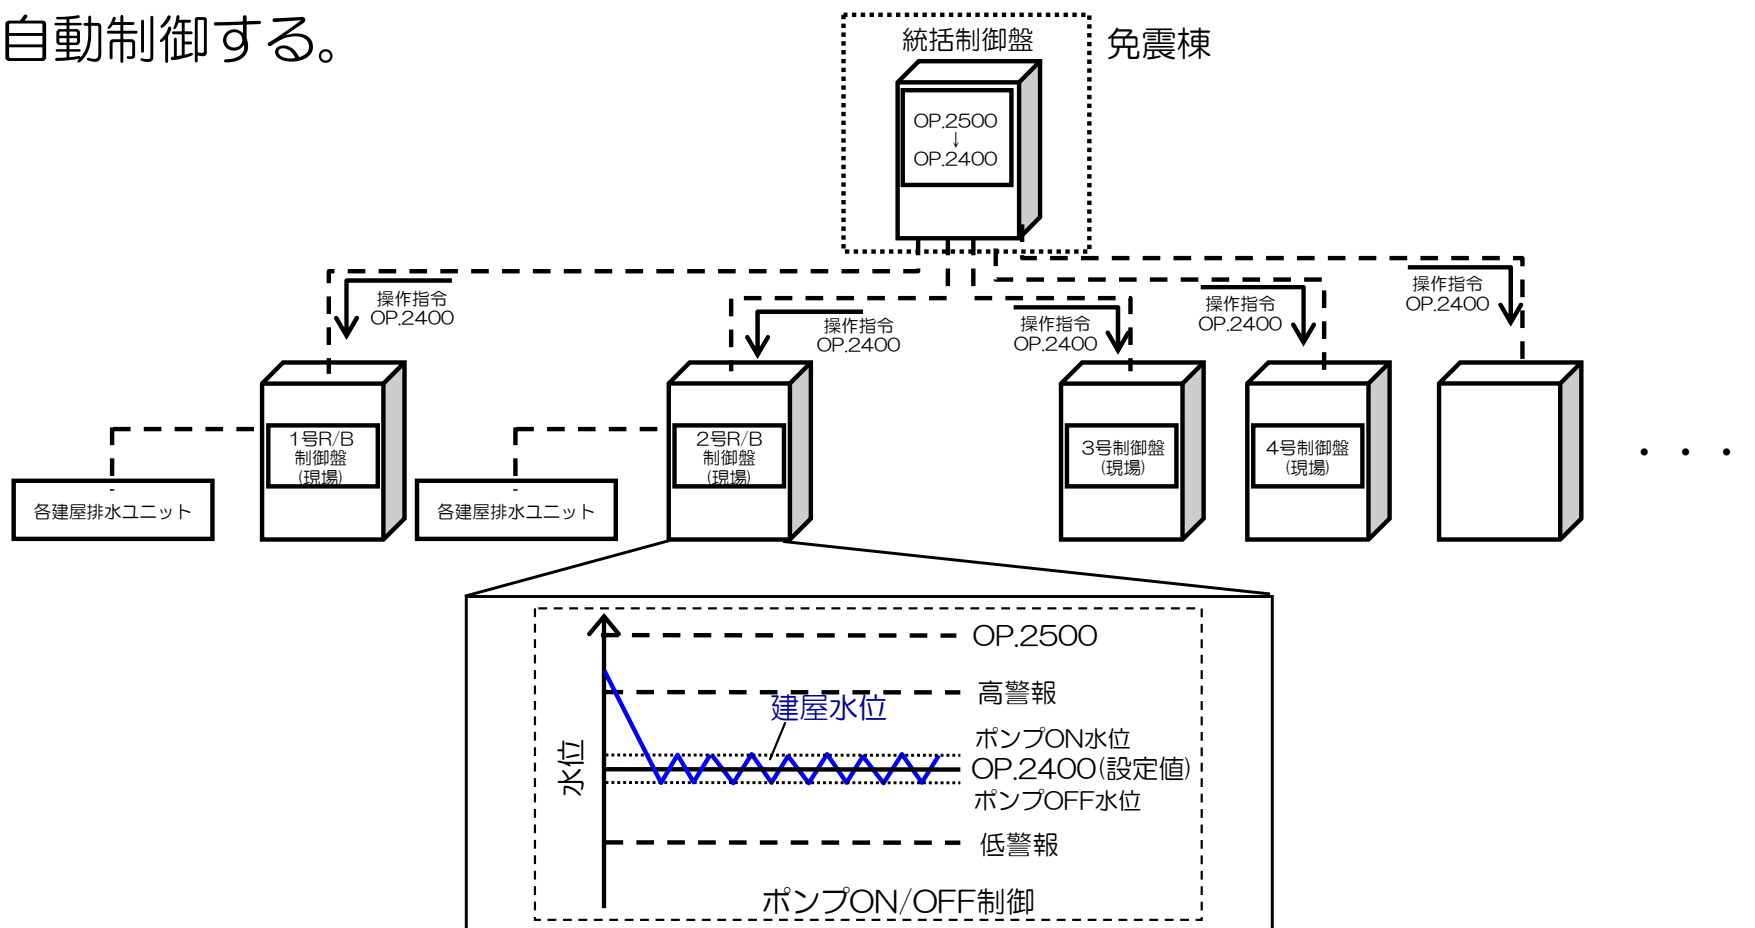 自動制御する。
統括制御盤
免震棟
OP.2500
↓
OP.2400
操作指令
OP.2400
操作指令
OP.2400
操作指令
OP.2400
操作指令
OP.2400
操作指令
OP.2400
1号R/B
制御盤
(現場)
2号R/B
制御盤
(現場)
3号制御盤
(現場)
4号制御盤
(現場)
・・・
各建屋排水ユニット
各建屋排水ユニット
OP.2500
高警報
建屋水位
ポンプON水位
水位
OP.2400(設定値)
ポンプOFF水位
低警報
ポンプON/OFF制御